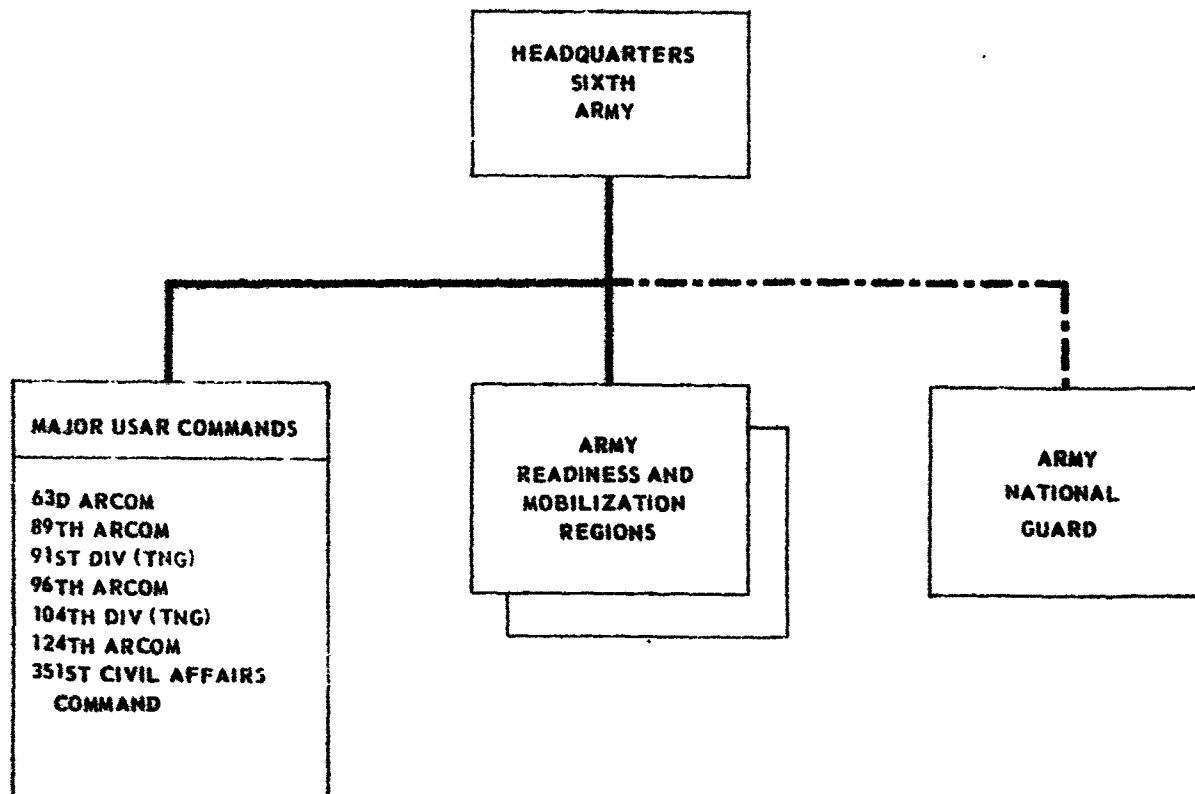 HEADQUARTERS
SIXTH
ARMY
MAJOR USAR COMMANDS
63D ARCOM
89TH ARCOM
91ST DIV (TNG)
96TH ARCOM
104TH DIV (TNG)
124TH ARCOM
351ST CIVIL AFFAIRS
COMMAND
ARMY
READINESS AND
MOBILIZATION
REGIONS
ARMY
NATIONAL
GUARD